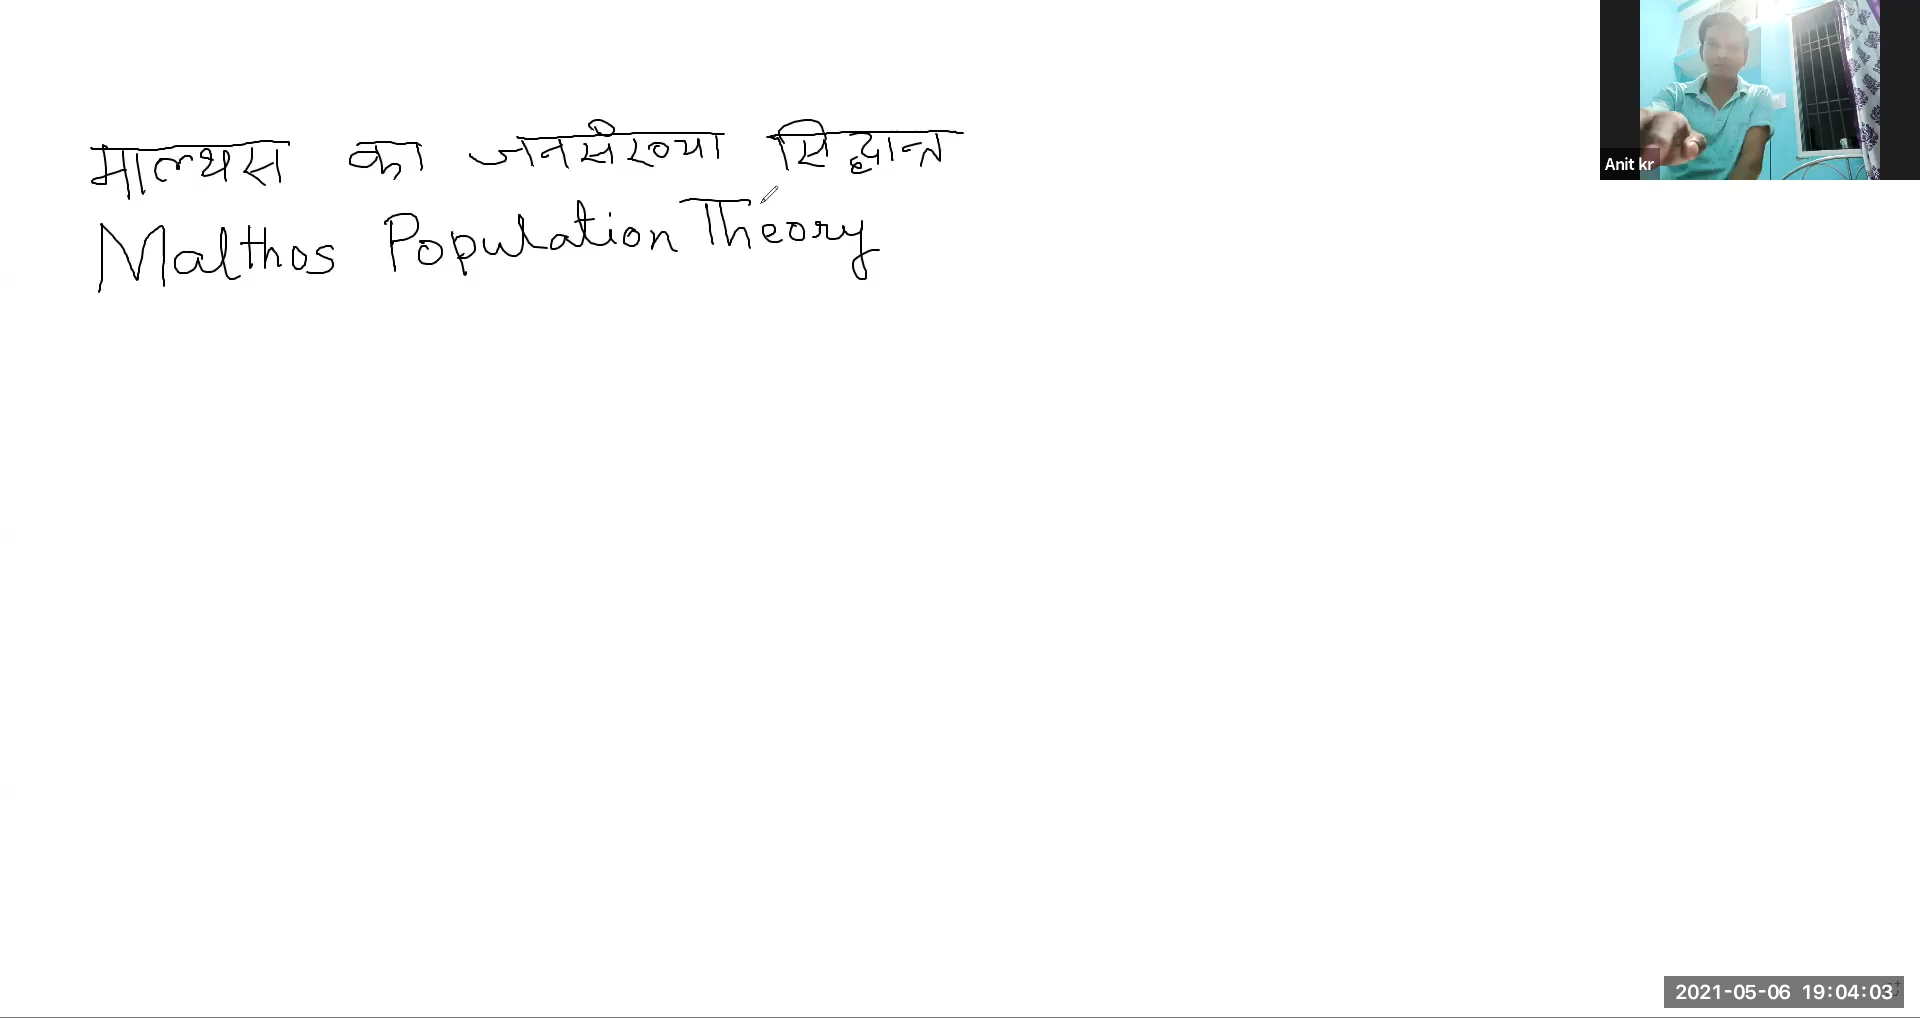 माल्थस का जनसंख्या सिद्धान्त
Malthos Population Theory
Anit kr
2021-05-06 19:04:03